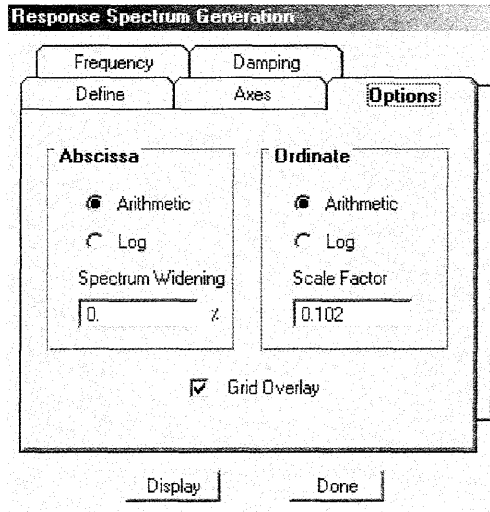 Response Spectrum Generation
Frequency Damping
Define Axes Options
Abscissa Ordinate
Arithmetic Arithmetic
Log Log
Spectrum Widening Scale Factor
0. % 0.102
Grid Overlay
Display Done